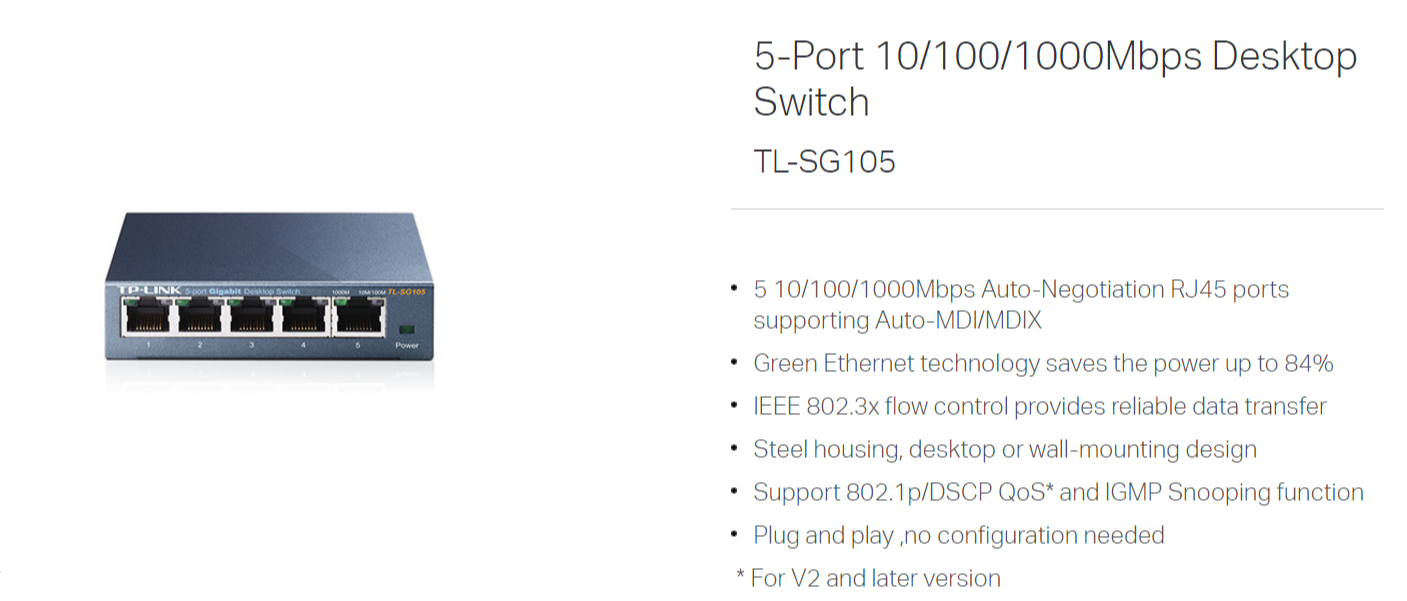 5-Port 10/100/1000Mbps Desktop
Switch
TL-SG105
TP-LINK 5-port Gigabit Desktop Switch 1000M 10M/100M TL-SG105
1 2 3 4 5 Power
• 5 10/100/1000Mbps Auto-Negotiation RJ45 ports
supporting Auto-MDI/MDIX
• Green Ethernet technology saves the power up to 84%
• IEEE 802.3x flow control provides reliable data transfer
• Steel housing, desktop or wall-mounting design
• Support 802.1p/DSCP QoS* and IGMP Snooping function
• Plug and play ,no configuration needed
* For V2 and later version